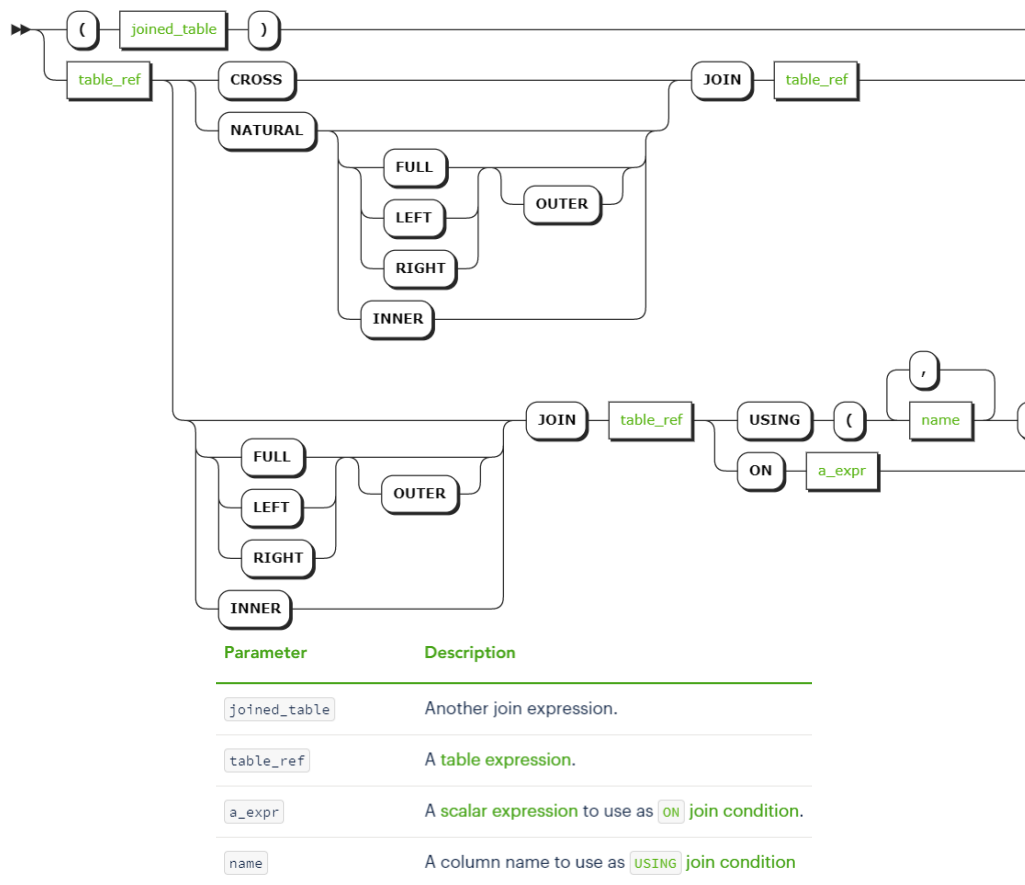 ( joined_table )
table_ref CROSS JOIN table_ref
NATURAL
FULL
OUTER
LEFT
RIGHT
INNER
,
JOIN table_ref USING ( name
FULL
ON a_expr
OUTER
LEFT
RIGHT
INNER
Parameter Description
joined_table Another join expression.
table_ref A table expression.
a_expr A scalar expression to use as ON join condition.
name A column name to use as USING join condition